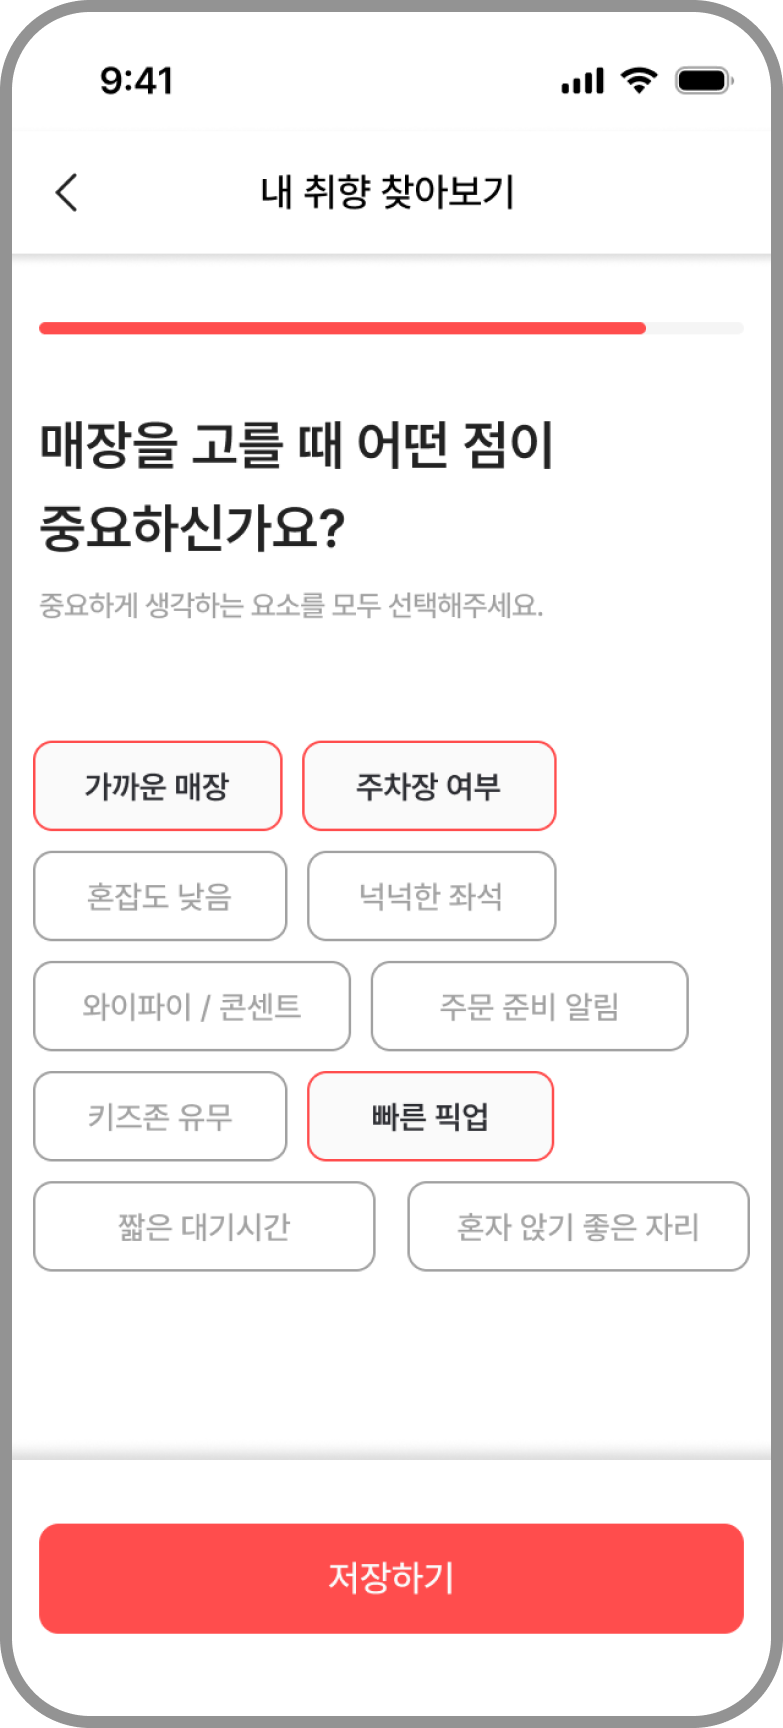 9:41
내 취향 찾아보기
매장을 고를 때 어떤 점이
중요하신가요?
중요하게 생각하는 요소를 모두 선택해주세요.
가까운 매장 주차장 여부
혼잡도 낮음 넉넉한 좌석
와이파이 / 콘센트 주문 준비 알림
키즈존 유무 빠른 픽업
짧은 대기시간 혼자 앉기 좋은 자리
저장하기